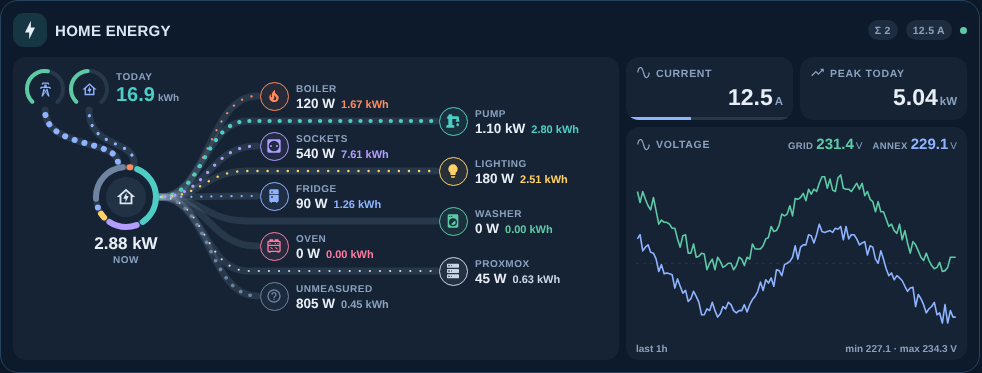 HOME ENERGY
Σ 2
12.5 A
TODAY
16.9 kWh
2.88 kW
NOW
BOILER
120 W 1.67 kWh
PUMP
1.10 kW 2.80 kWh
SOCKETS
540 W 7.61 kWh
LIGHTING
180 W 2.51 kWh
FRIDGE
90 W 1.26 kWh
WASHER
0 W 0.00 kWh
OVEN
0 W 0.00 kWh
PROXMOX
45 W 0.63 kWh
UNMEASURED
805 W 0.45 kWh
CURRENT
12.5 A
PEAK TODAY
5.04 kW
VOLTAGE
GRID 231.4 V ANNEX 229.1 V
last 1h
min 227.1 · max 234.3 V